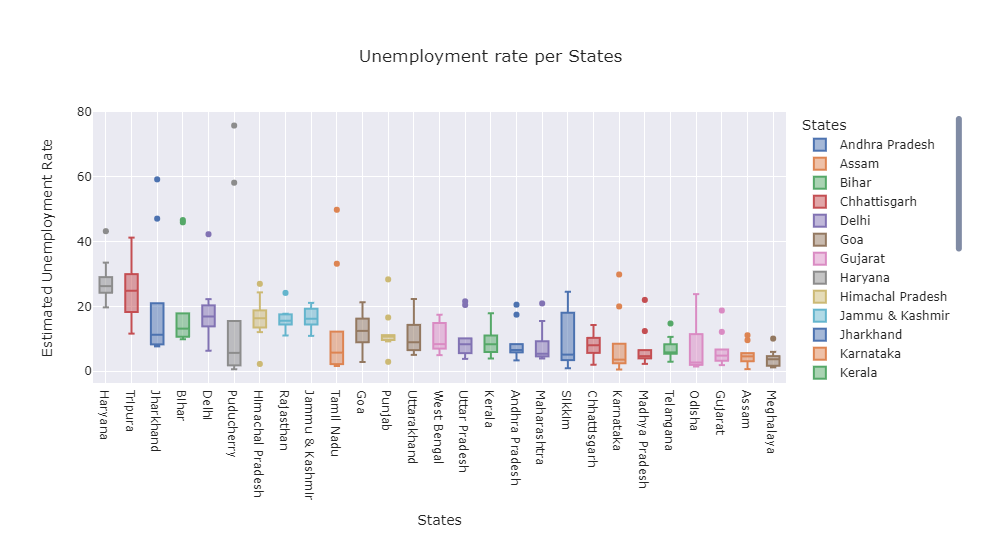 Unemployment rate per States
Estimated Unemployment Rate
80
60
40
20
0
Haryana
Tripura
Jharkhand
Bihar
Delhi
Puducherry
Himachal Pradesh
Rajasthan
Jammu & Kashmir
Tamil Nadu
Goa
Punjab
Uttarakhand
West Bengal
Uttar Pradesh
Kerala
Andhra Pradesh
Maharashtra
Sikkim
Chhattisgarh
Karnataka
Madhya Pradesh
Telangana
Odisha
Gujarat
Assam
Meghalaya
States
States
Andhra Pradesh
Assam
Bihar
Chhattisgarh
Delhi
Goa
Gujarat
Haryana
Himachal Pradesh
Jammu & Kashmir
Jharkhand
Karnataka
Kerala